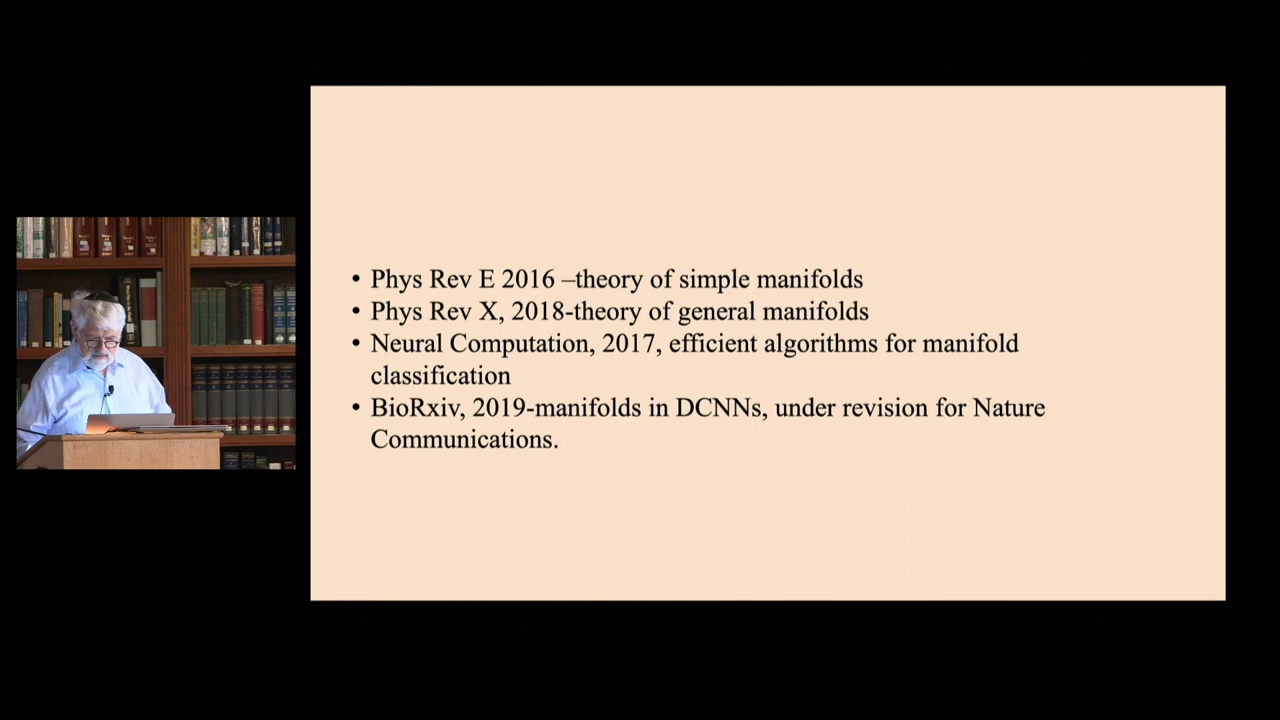 • Phys Rev E 2016 –theory of simple manifolds
• Phys Rev X, 2018-theory of general manifolds
• Neural Computation, 2017, efficient algorithms for manifold
classification
• BioRxiv, 2019-manifolds in DCNNs, under revision for Nature
Communications.